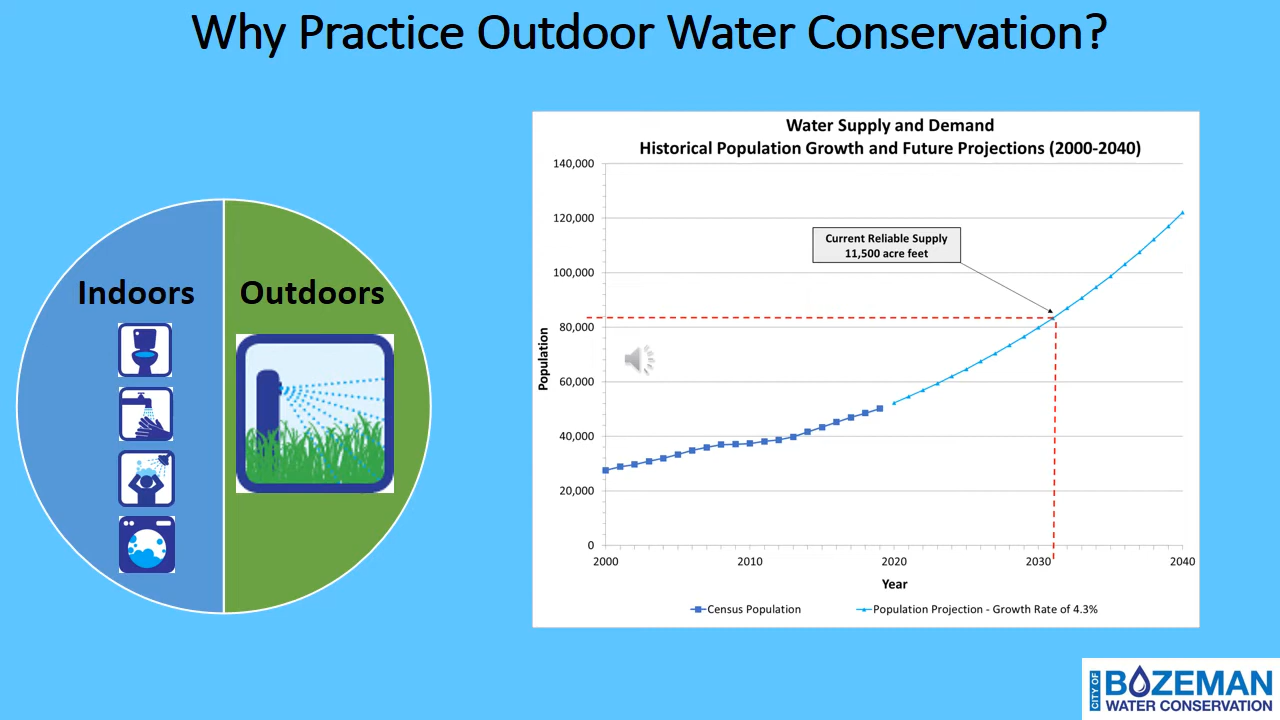 Why Practice Outdoor Water Conservation?
Indoors
Outdoors
Water Supply and Demand
Historical Population Growth and Future Projections (2000-2040)
140,000
120,000
100,000
80,000
60,000
40,000
20,000
0
Population
Current Reliable Supply
11,500 acre feet
2000 2010 2020 2030 2040
Year
Census Population
Population Projection - Growth Rate of 4.3%
CITY OF
BOZEMAN
WATER CONSERVATION